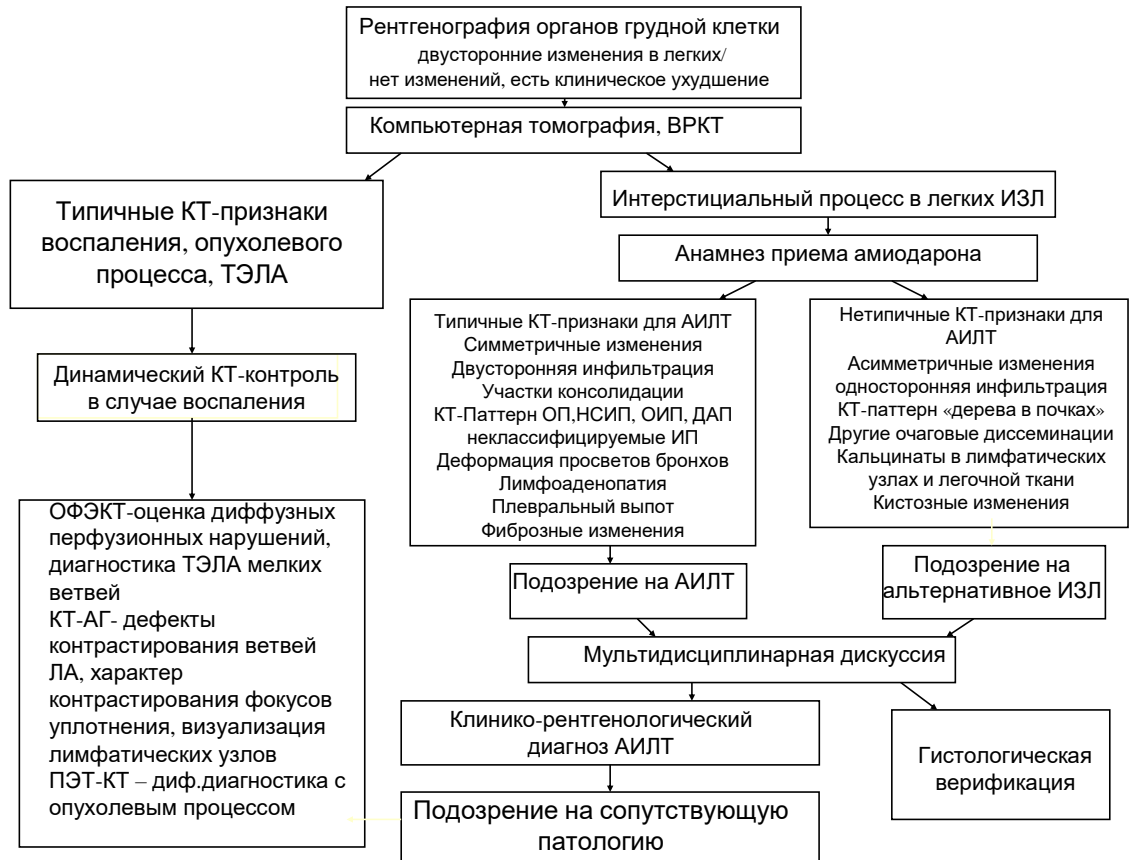 Рентгенография органов грудной клетки
двусторонние изменения в легких/
нет изменений, есть клиническое ухудшение
Компьютерная томография, ВРКТ
Типичные КТ-признаки
воспаления, опухолевого
процесса, ТЭЛА
Динамический КТ-контроль
в случае воспаления
ОФЭКТ-оценка диффузных
перфузионных нарушений,
диагностика ТЭЛА мелких
ветвей
КТ-АГ- дефекты
контрастирования ветвей
ЛА, характер
контрастирования фокусов
уплотнения, визуализация
лимфатических узлов
ПЭТ-КТ – диф.диагностика с
опухолевым процессом
Интерстициальный процесс в легких ИЗЛ
Анамнез приема амиодарона
Типичные КТ-признаки для АИЛТ
Симметричные изменения
Двусторонняя инфильтрация
Участки консолидации
КТ-Паттерн ОП,НСИП, ОИП, ДАП
неклассифицируемые ИП
Деформация просветов бронхов
Лимфоаденопатия
Плевральный выпот
Фиброзные изменения
Нетипичные КТ-признаки для
АИЛТ
Асимметричные изменения
односторонняя инфильтрация
КТ-паттерн «дерева в почках»
Другие очаговые диссеминации
Кальцинаты в лимфатических
узлах и легочной ткани
Кистозные изменения
Подозрение на АИЛТ
Подозрение на
альтернативное ИЗЛ
Мультидисциплинарная дискуссия
Клинико-рентгенологический
диагноз АИЛТ
Гистологическая
верификация
Подозрение на сопутствующую
патологию